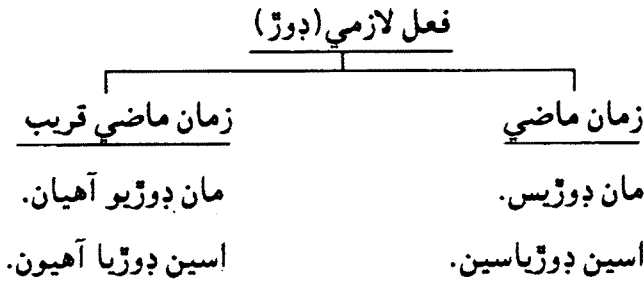 فعل لازمي (ڊوڙ)
زمان ماضي
زمان ماضي قريب
مان ڊوڙيس.
مان ڊوڙيو آهيان.
اسين ڊوڙياسين.
اسين ڊوڙيا آهيون.